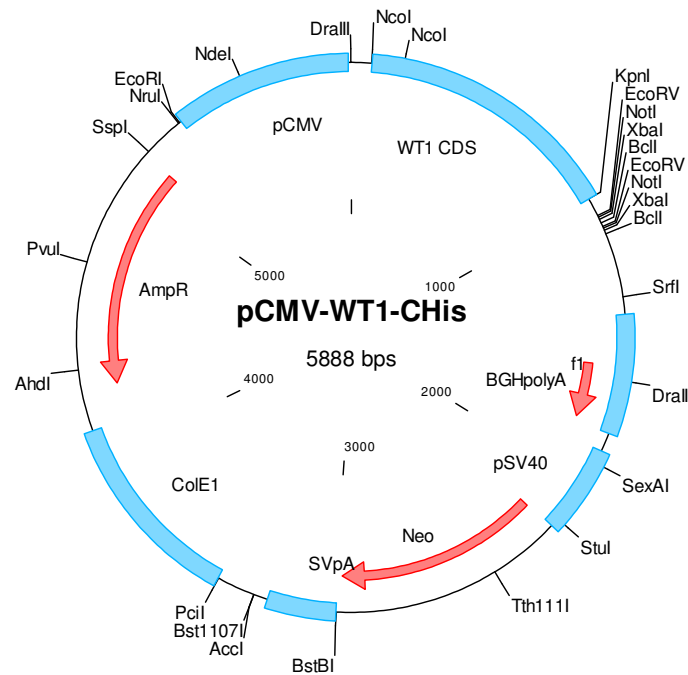 DraIII
NcoI
NcoI
NdeI
EcoRI
NruI
SspI
pCMV
WT1 CDS
KpnI
EcoRV
NotI
XbaI
BclI
EcoRV
NotI
XbaI
BclI
PvuI
AmpR
5000
1000
SrfI
pCMV-WT1-CHis
5888 bps
AhdI
4000
2000
BGHpolyA
f1
DraII
3000
pSV40
SexAI
ColE1
Neo
StuI
SVpA
Tth111I
PciI
Bst1107I
AccI
BstBI